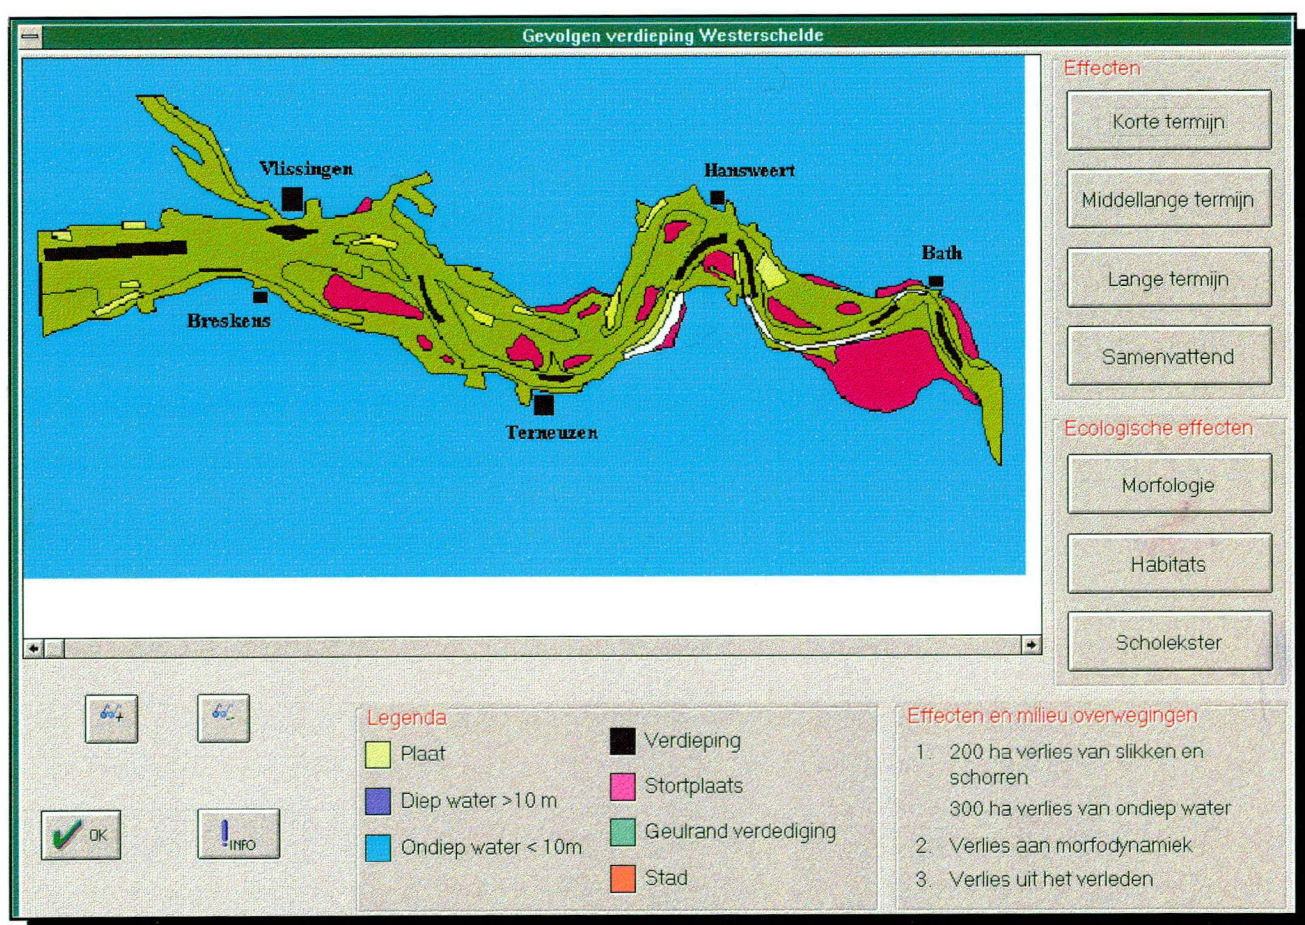 Gevolgen verdieping Westerschelde
Vlissingen
Hansweert
Bath
Breskens
Terneuzen
Effecten
Korte termijn
Middellange termijn
Lange termijn
Samenvattend
Ecologische effecten
Morfologie
Habitats
Scholekster
OK
INFO
Legenda
Plaat
Diep water >10 m
Ondiep water < 10m
Verdieping
Stortplaats
Geulrand verdediging
Stad
Effecten en milieu overwegingen
1. 200 ha verlies van slikken en
schorren
300 ha verlies van ondiep water
2. Verlies aan morfodynamiek
3. Verlies uit het verleden